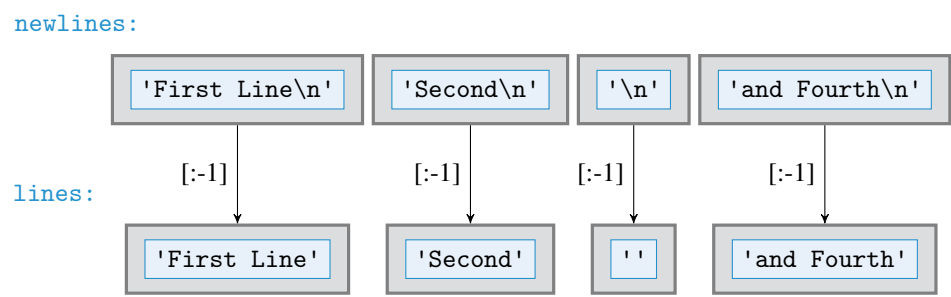 newlines:
'First Line\n' 'Second\n' '\n' 'and Fourth\n'
[:-1] [:-1] [:-1] [:-1]
lines:
'First Line' 'Second' '' 'and Fourth'